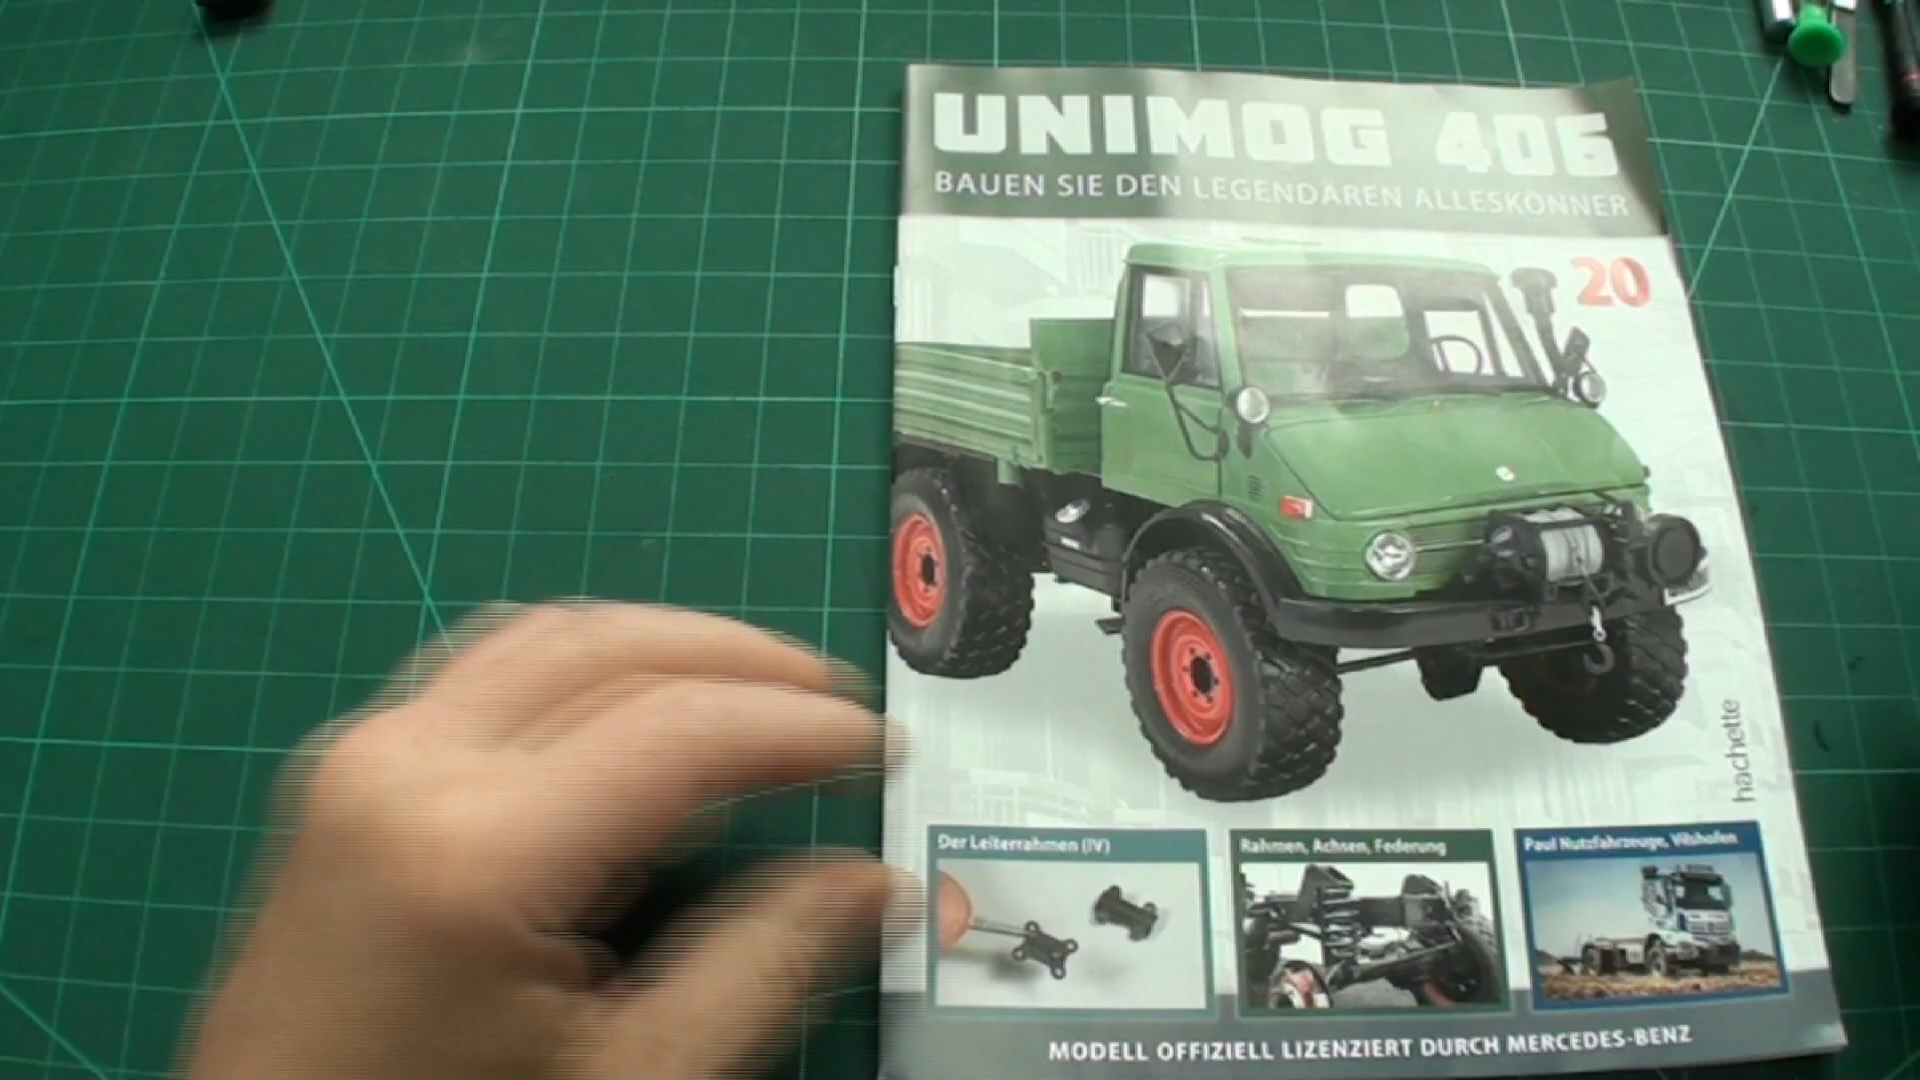 UNIMOG 406
BAUEN SIE DEN LEGENDÄREN ALLESKÖNNER
20
hachette
Der Leiterrahmen (IV)
Rahmen, Achsen, Federung
Paul Nutzfahrzeuge, Vilshofen
MODELL OFFIZIELL LIZENZIERT DURCH MERCEDES-BENZ